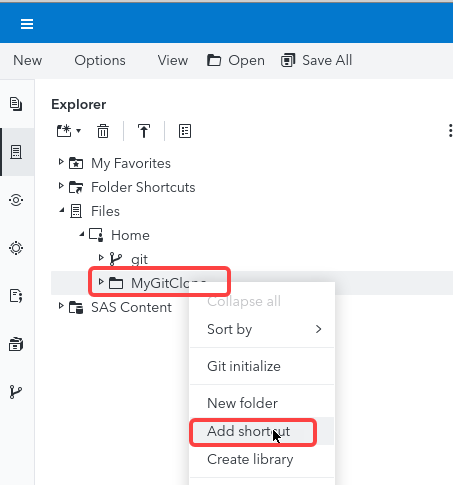 New Options View Open Save All
Explorer
My Favorites
Folder Shortcuts
Files
Home
git
MyGitClone
SAS Content
Collapse all
Sort by
Git initialize
New folder
Add shortcut
Create library